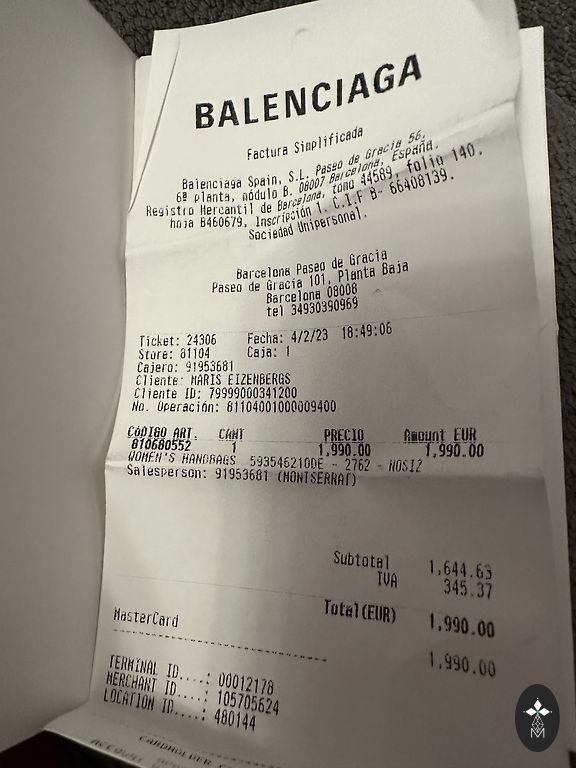 BALENCIAGA
Factura Simplificada
Balenciaga Spain, S.L. Paseo de Gracia 56,
6ª planta, módulo B. 08007 Barcelona, España.
Registro Mercantil de Barcelona, tomo 44589, folio 140,
hoja B460679, Inscripción 1. C.I.F B- 66408139.
Sociedad Unipersonal.
Barcelona Paseo de Gracia
Paseo de Gracia 101, Planta Baja
Barcelona 08008
tel 34930390969
Ticket: 24306 Fecha: 4/2/23 18:49:06
Store: 81104 Caja: 1
Cajero: 91953681
Cliente: MARIS EIZENBERGS
Cliente ID: 79999000341200
No. Operación: 81104001000009400
CóDIGO ART. CANT PRECIO Amount EUR
810680552 1 1,990.00 1,990.00
WOMEN'S HANDBAGS 593546210DE - 2762 - NOSIZ
Salesperson: 91953681 (MONTSERRAT)
Subtotal 1,644.63
IVA 345.37
Total(EUR) 1,990.00
MasterCard 1,990.00
TERMINAL ID....: 00012178
MERCHANT ID....: 105705624
LOCATION ID....: 480144
CARDHOLDER
M